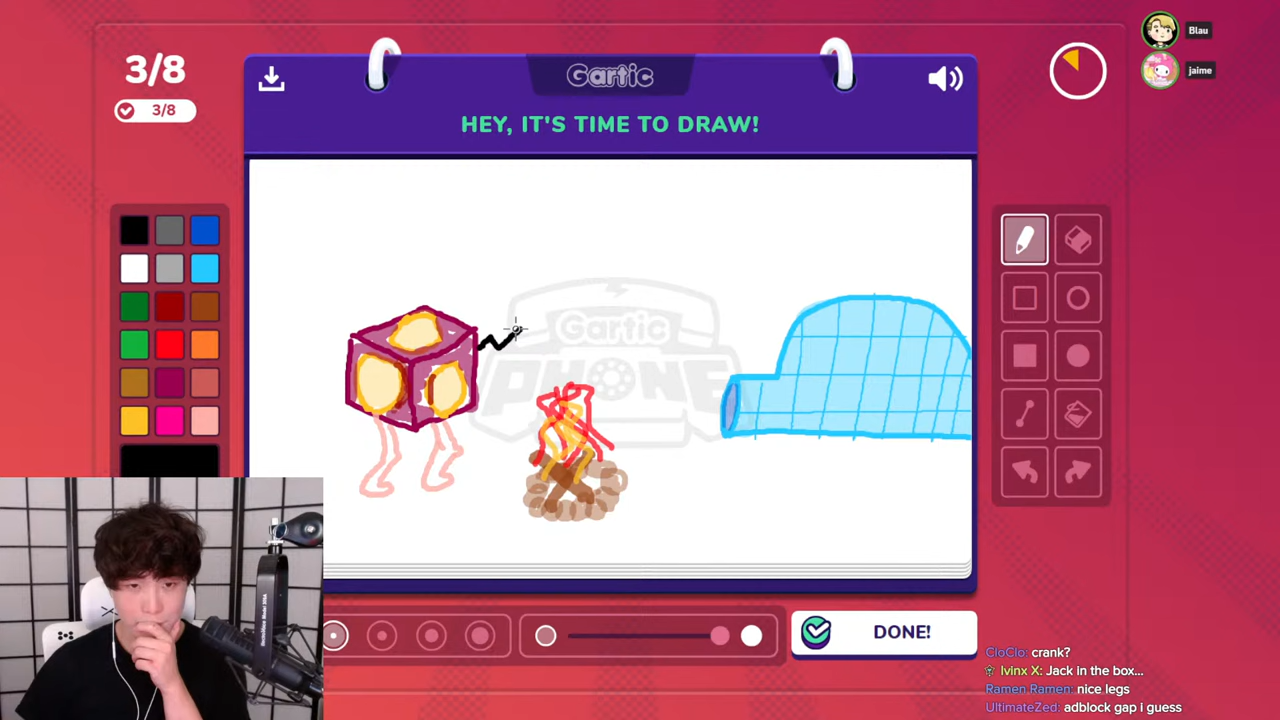 3/8
3/8
Gartic
HEY, IT'S TIME TO DRAW!
Blau
jaime
Gartic
PHONE
DONE!
CloClo: crank?
Ivinx X: Jack in the box...
Ramen Ramen: nice legs
UltimateZed: adblock gap i guess